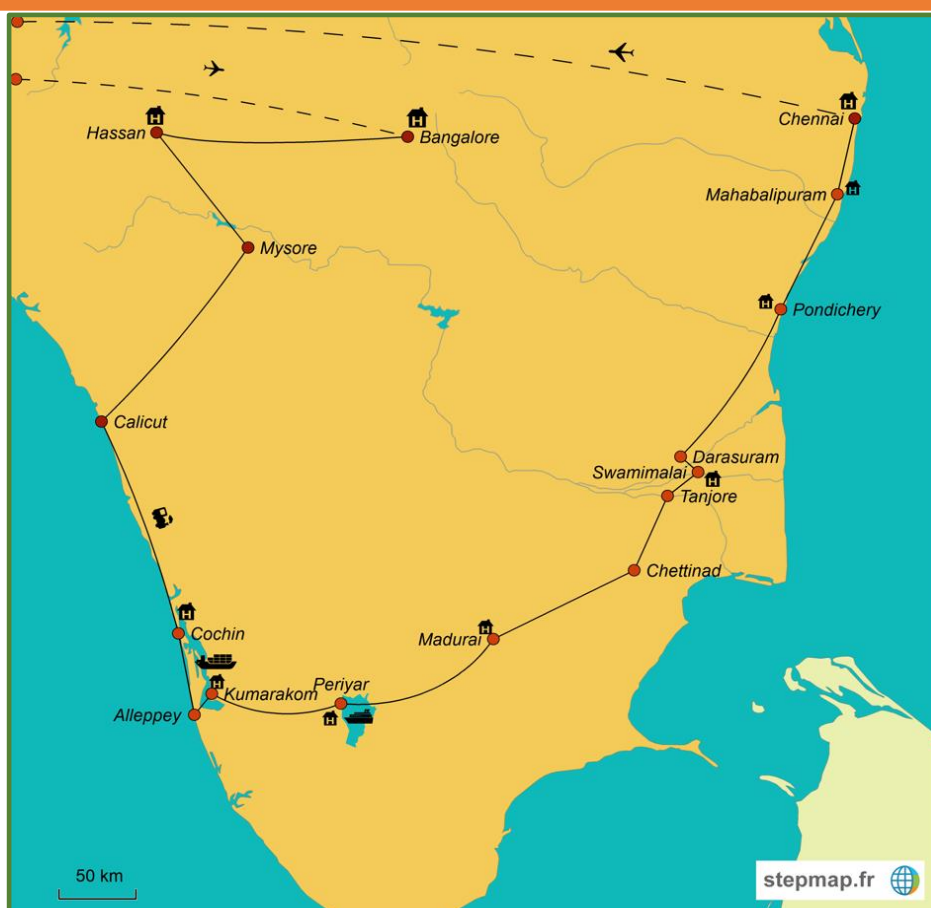 Chennai
Hassan
Bangalore
Mahabalipuram
Mysore
Pondichery
Calicut
Darasuram
Swamimalai
Tanjore
Chettinad
Cochin
Madurai
Periyar
Kumarakom
Alleppey
50 km
stepmap.fr